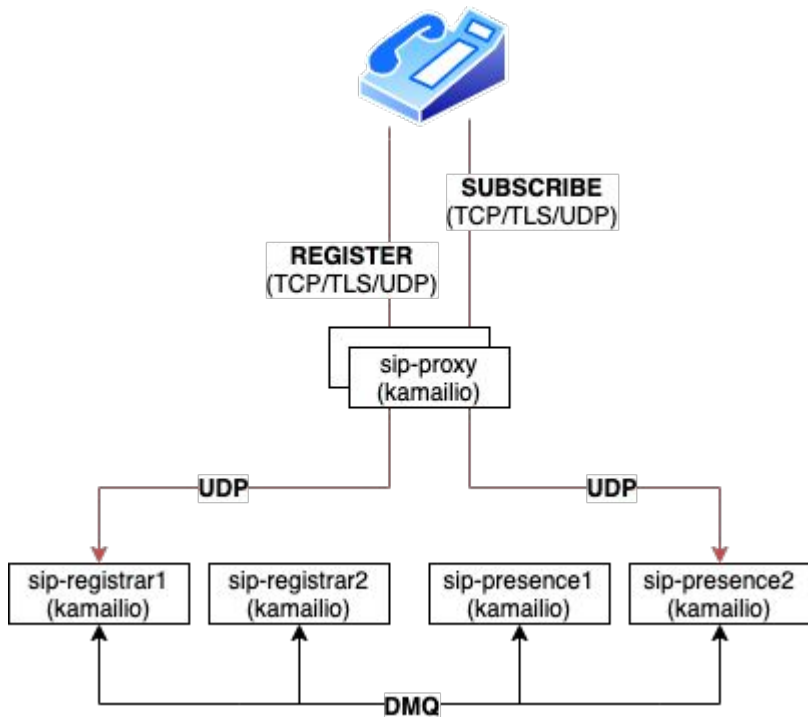 SUBSCRIBE
(TCP/TLS/UDP)
REGISTER
(TCP/TLS/UDP)
sip-proxy
(kamailio)
UDP
UDP
sip-registrar1
(kamailio)
sip-registrar2
(kamailio)
sip-presence1
(kamailio)
sip-presence2
(kamailio)
DMQ